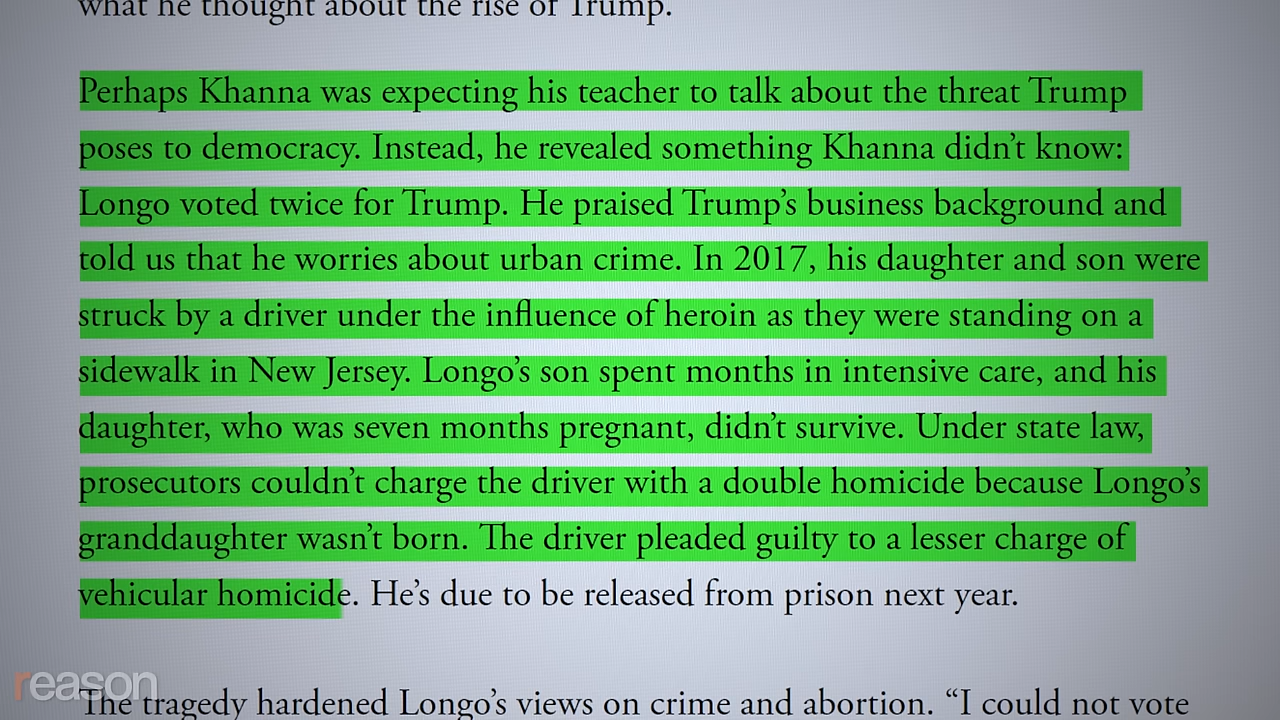 what he thought about the rise of Trump.
Perhaps Khanna was expecting his teacher to talk about the threat Trump
poses to democracy. Instead, he revealed something Khanna didn’t know:
Longo voted twice for Trump. He praised Trump’s business background and
told us that he worries about urban crime. In 2017, his daughter and son were
struck by a driver under the influence of heroin as they were standing on a
sidewalk in New Jersey. Longo’s son spent months in intensive care, and his
daughter, who was seven months pregnant, didn’t survive. Under state law,
prosecutors couldn’t charge the driver with a double homicide because Longo’s
granddaughter wasn’t born. The driver pleaded guilty to a lesser charge of
vehicular homicide. He’s due to be released from prison next year.
The tragedy hardened Longo’s views on crime and abortion. “I could not vote
reason